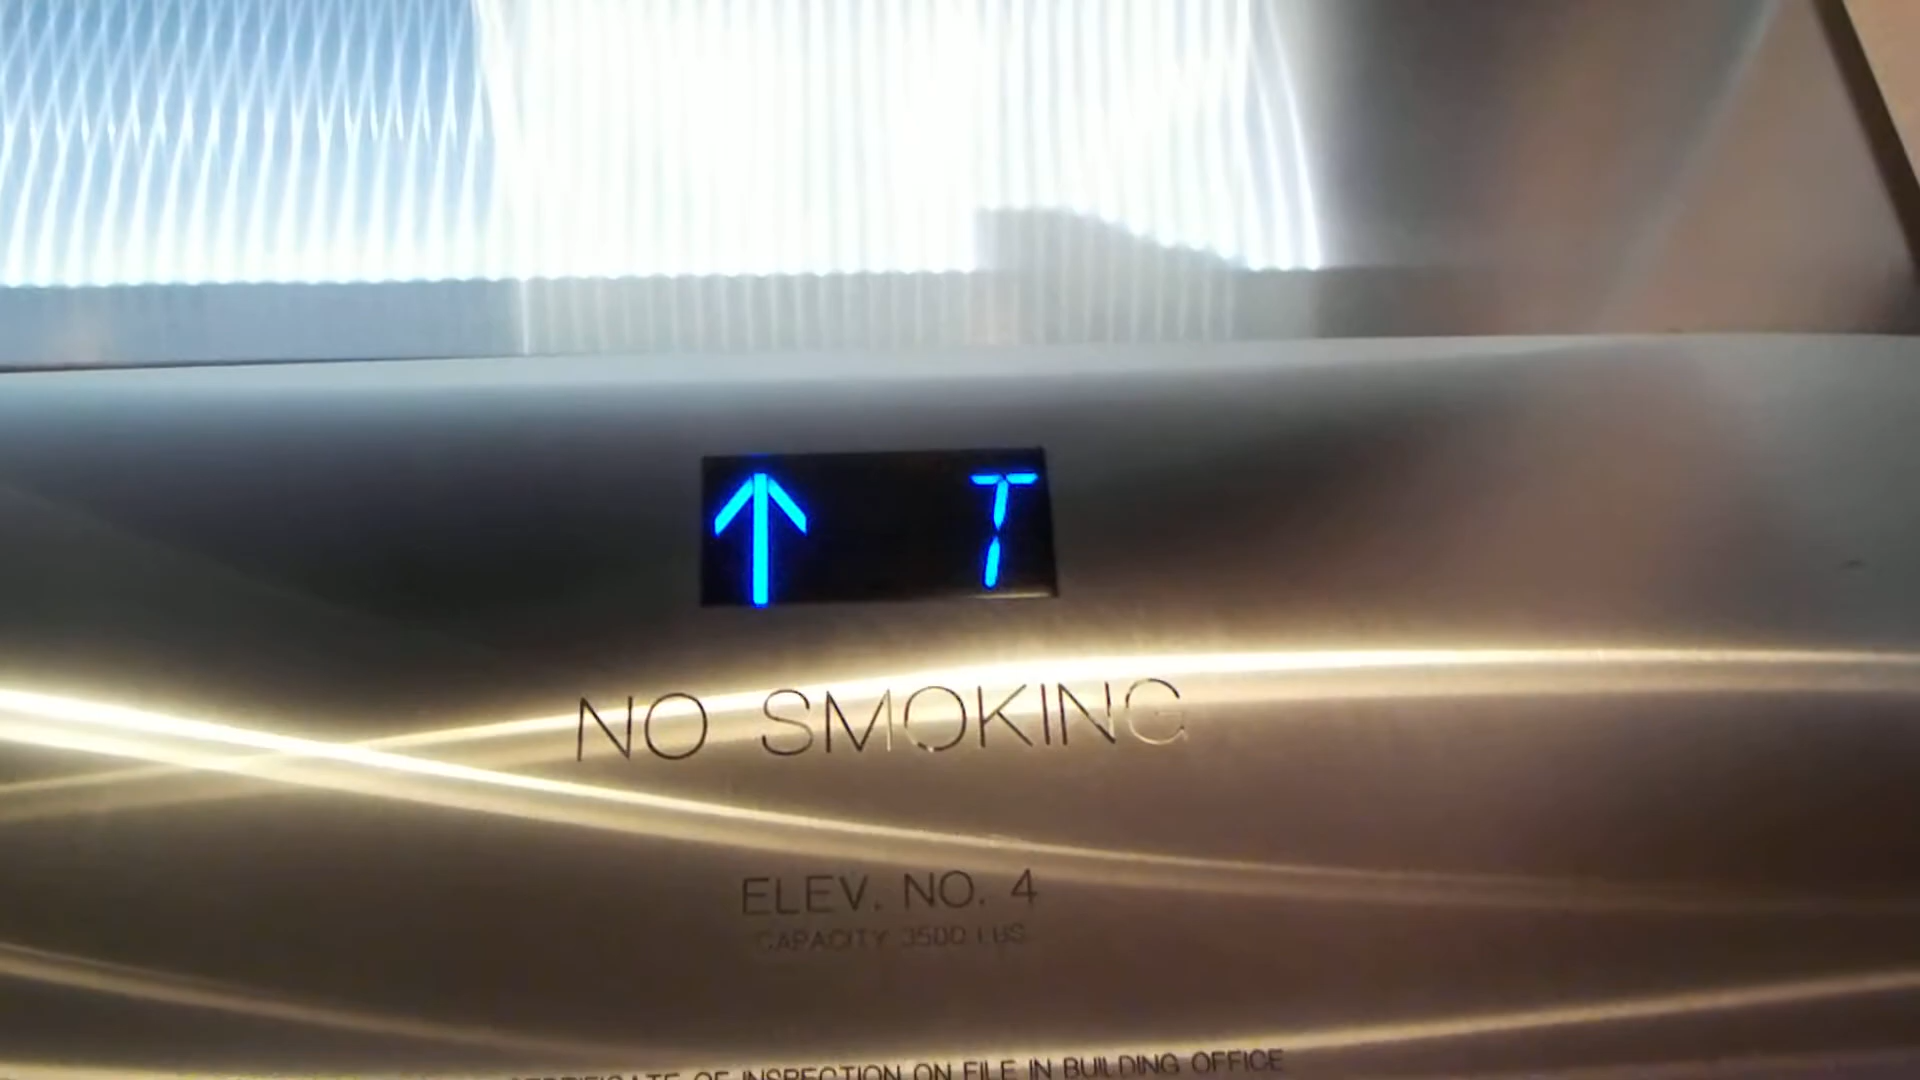 ↑ T
NO SMOKING
ELEV. NO. 4
CAPACITY 3500 LBS
CERTIFICATE OF INSPECTION ON FILE IN BUILDING OFFICE